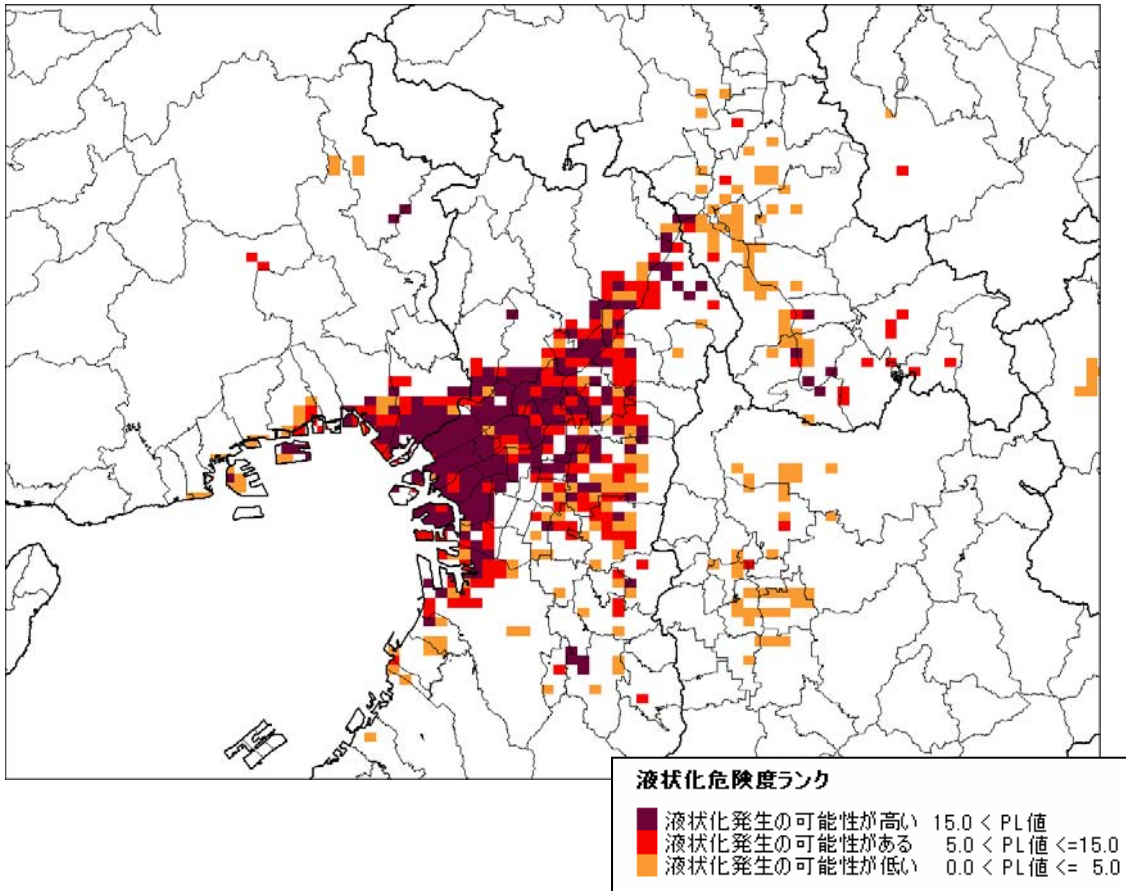 液状化危険度ランク
液状化発生の可能性が高い 15.0 < PL値
液状化発生の可能性がある 5.0 < PL値 <=15.0
液状化発生の可能性が低い 0.0 < PL値 <= 5.0